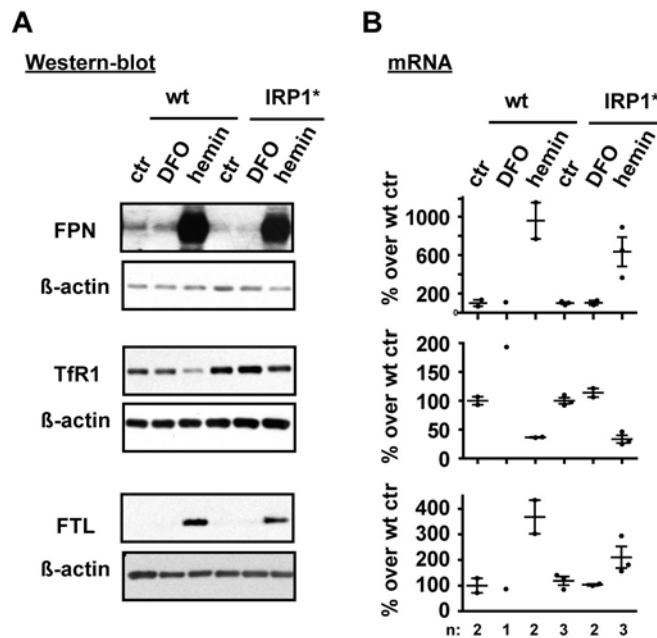 A
Western-blot
wt IRP1*
ctr DFO hemin ctr DFO hemin
FPN
ß-actin
TfR1
ß-actin
FTL
ß-actin
B
mRNA
wt IRP1*
ctr DFO hemin ctr DFO hemin
% over wt ctr
1000
600
200
0
% over wt ctr
200
150
100
50
0
% over wt ctr
400
300
200
100
0
n: 2 1 2 3 2 3